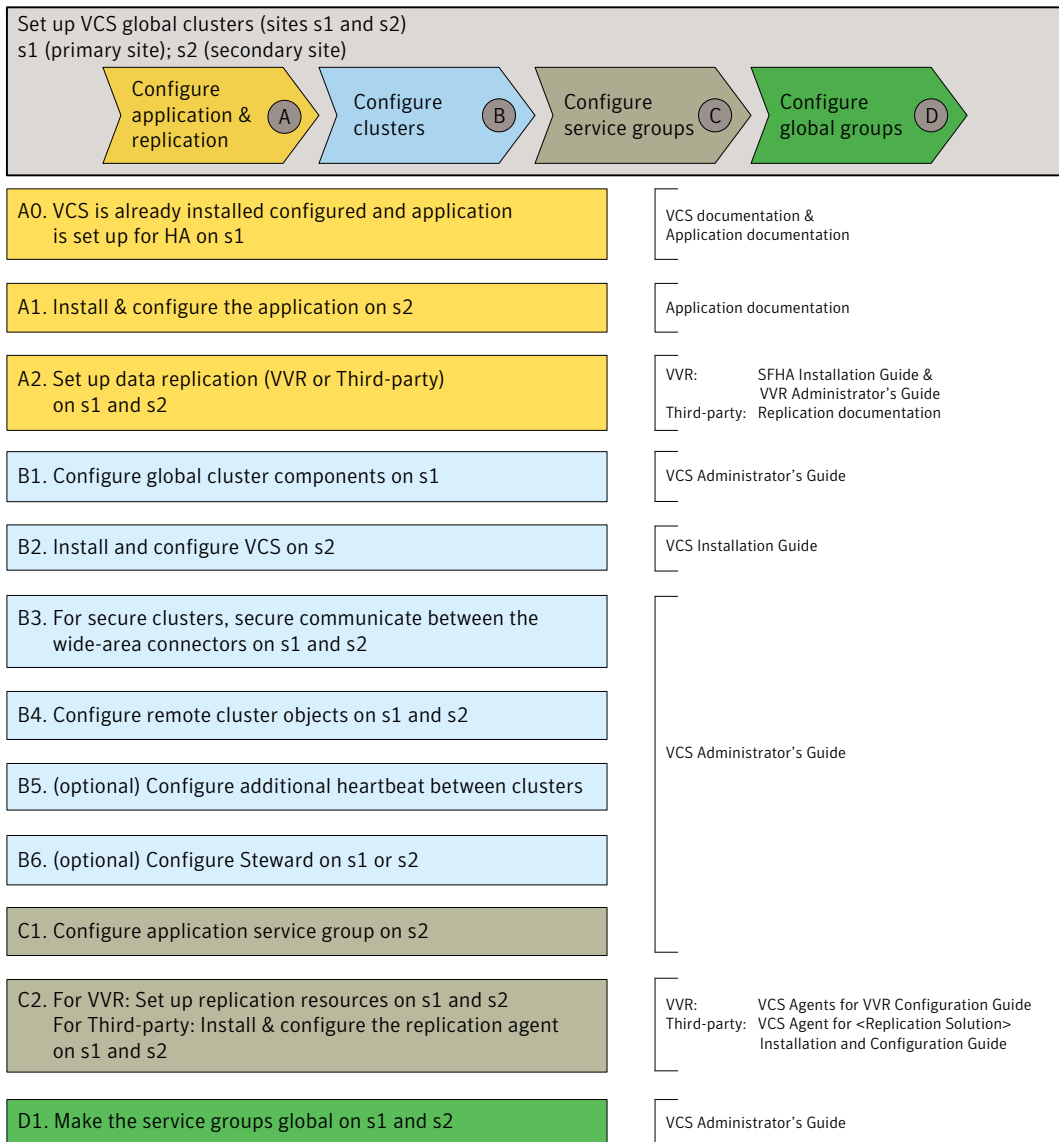 Set up VCS global clusters (sites s1 and s2)
s1 (primary site); s2 (secondary site)
Configure
application &
replication
A
Configure
clusters
B
Configure
service groups
C
Configure
global groups
D
A0. VCS is already installed configured and application
is set up for HA on s1
VCS documentation &
Application documentation
A1. Install & configure the application on s2
Application documentation
A2. Set up data replication (VVR or Third-party)
on s1 and s2
VVR: SFHA Installation Guide &
VVR Administrator's Guide
Third-party: Replication documentation
B1. Configure global cluster components on s1
VCS Administrator's Guide
B2. Install and configure VCS on s2
VCS Installation Guide
B3. For secure clusters, secure communicate between the
wide-area connectors on s1 and s2
B4. Configure remote cluster objects on s1 and s2
B5. (optional) Configure additional heartbeat between clusters
B6. (optional) Configure Steward on s1 or s2
C1. Configure application service group on s2
VCS Administrator's Guide
C2. For VVR: Set up replication resources on s1 and s2
For Third-party: Install & configure the replication agent
on s1 and s2
VVR: VCS Agents for VVR Configuration Guide
Third-party: VCS Agent for <Replication Solution>
Installation and Configuration Guide
D1. Make the service groups global on s1 and s2
VCS Administrator's Guide